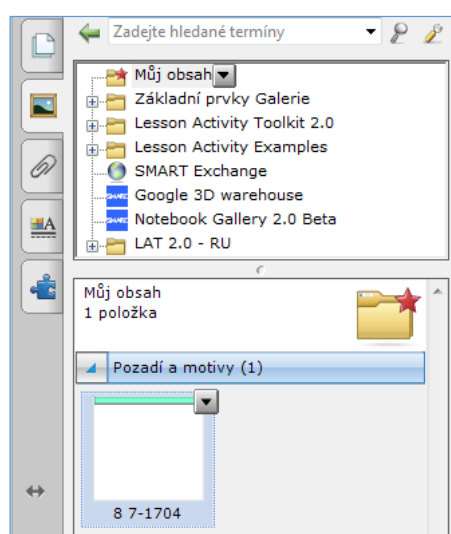 Zadejte hledané termíny
Můj obsah
Základní prvky Galerie
Lesson Activity Toolkit 2.0
Lesson Activity Examples
SMART Exchange
Google 3D warehouse
Notebook Gallery 2.0 Beta
LAT 2.0 - RU
Můj obsah
1 položka
Pozadí a motivy (1)
8 7-1704